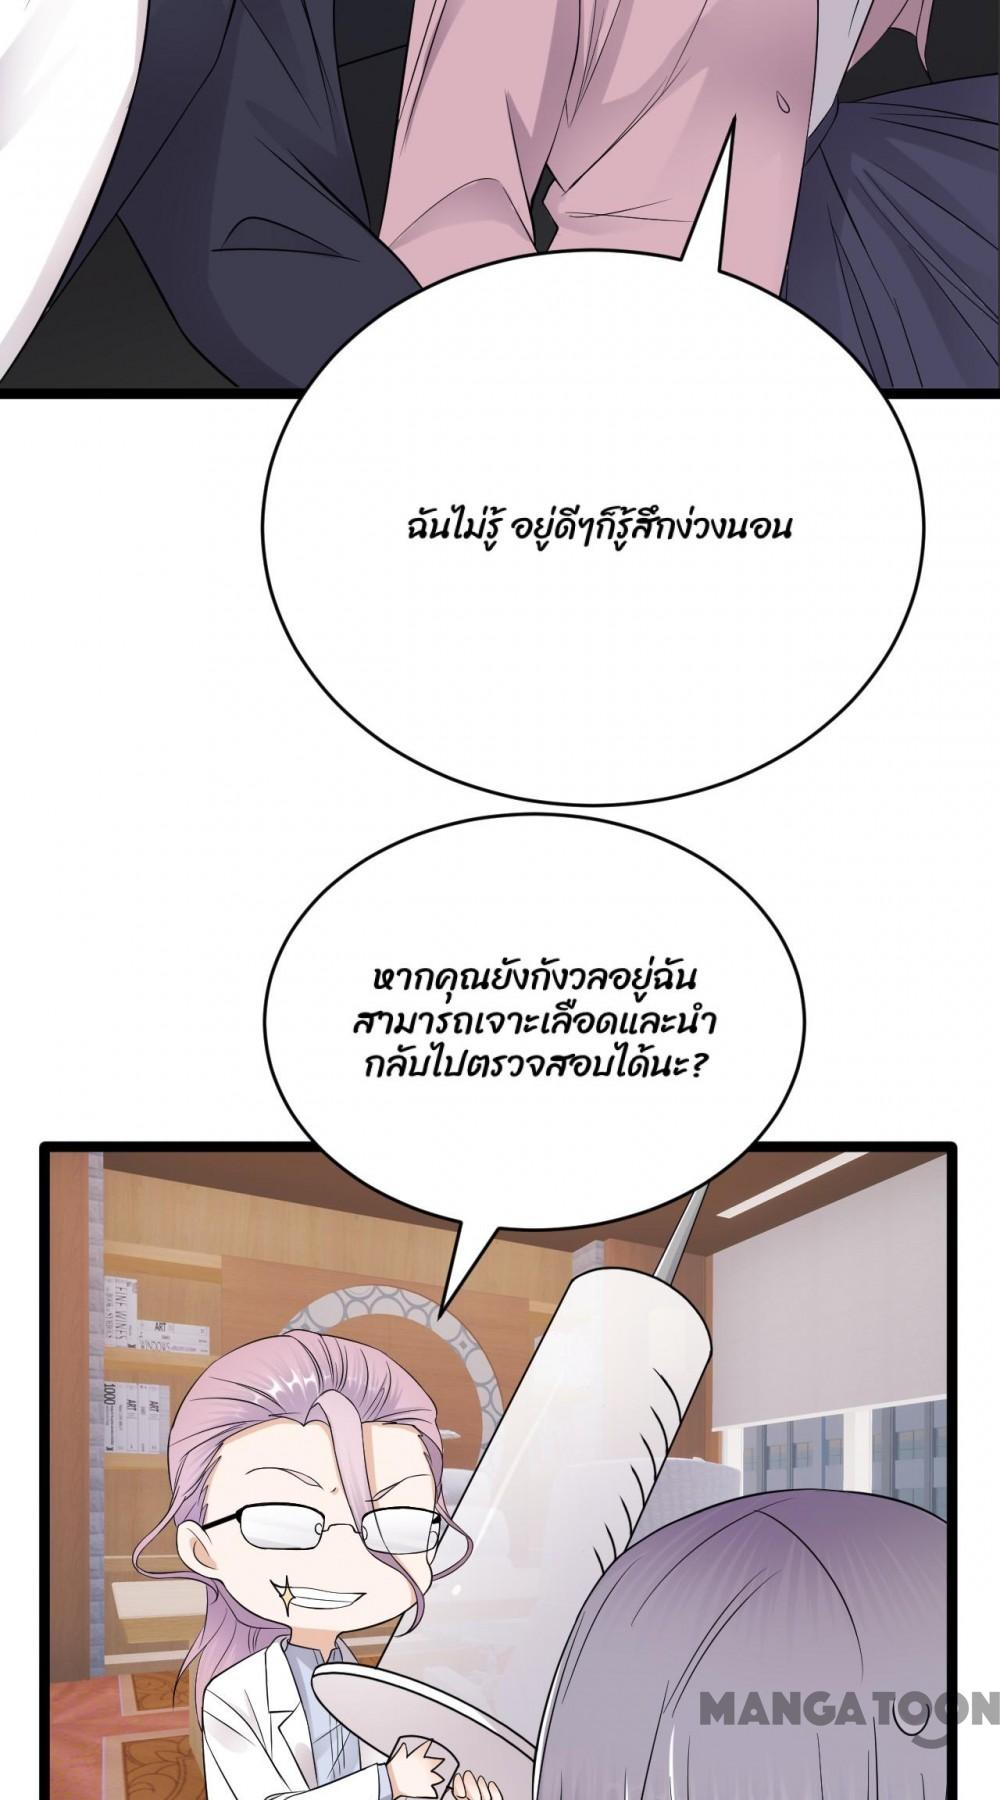 ฉันไม่รู้ อยู่ดีๆก็รู้สึกง่วงนอน
หากคุณยังกังวลอยู่ฉัน
สามารถเจาะเลือดและนำ
กลับไปตรวจสอบได้นะ?
FINE WINES
ART
WINDOWS
1000
ART
ART
MANGATOON